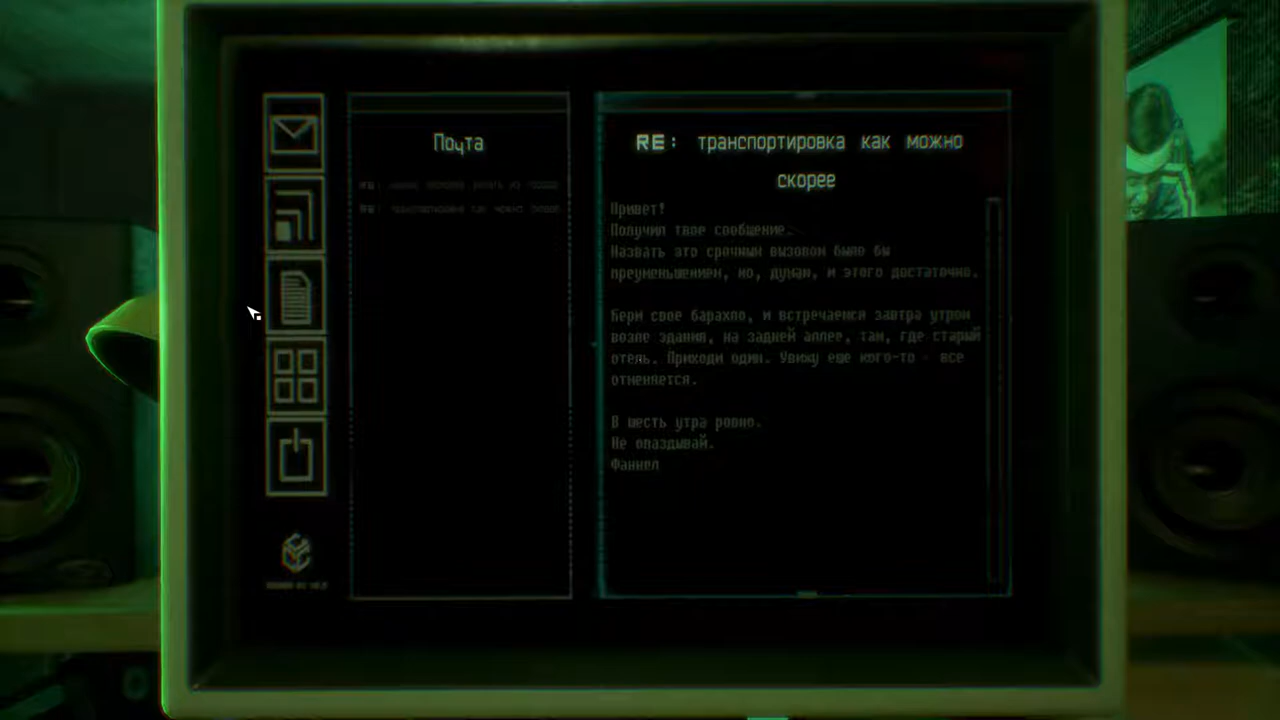 Почта
RE: транспортировка как можно
скорее
Привет!
Получил твое сообщение.
Назвать это срочным вызовом было бы
преуменьшением, но, думаю, и этого достаточно.
Бери свое барахло, и встречаемся завтра утром
возле здания, на задней аллее, там, где старый
отель. Приходи один. Увижу еще кого-то - все
отменяется.
В шесть утра ровно.
Не опаздывай.
Фаннел